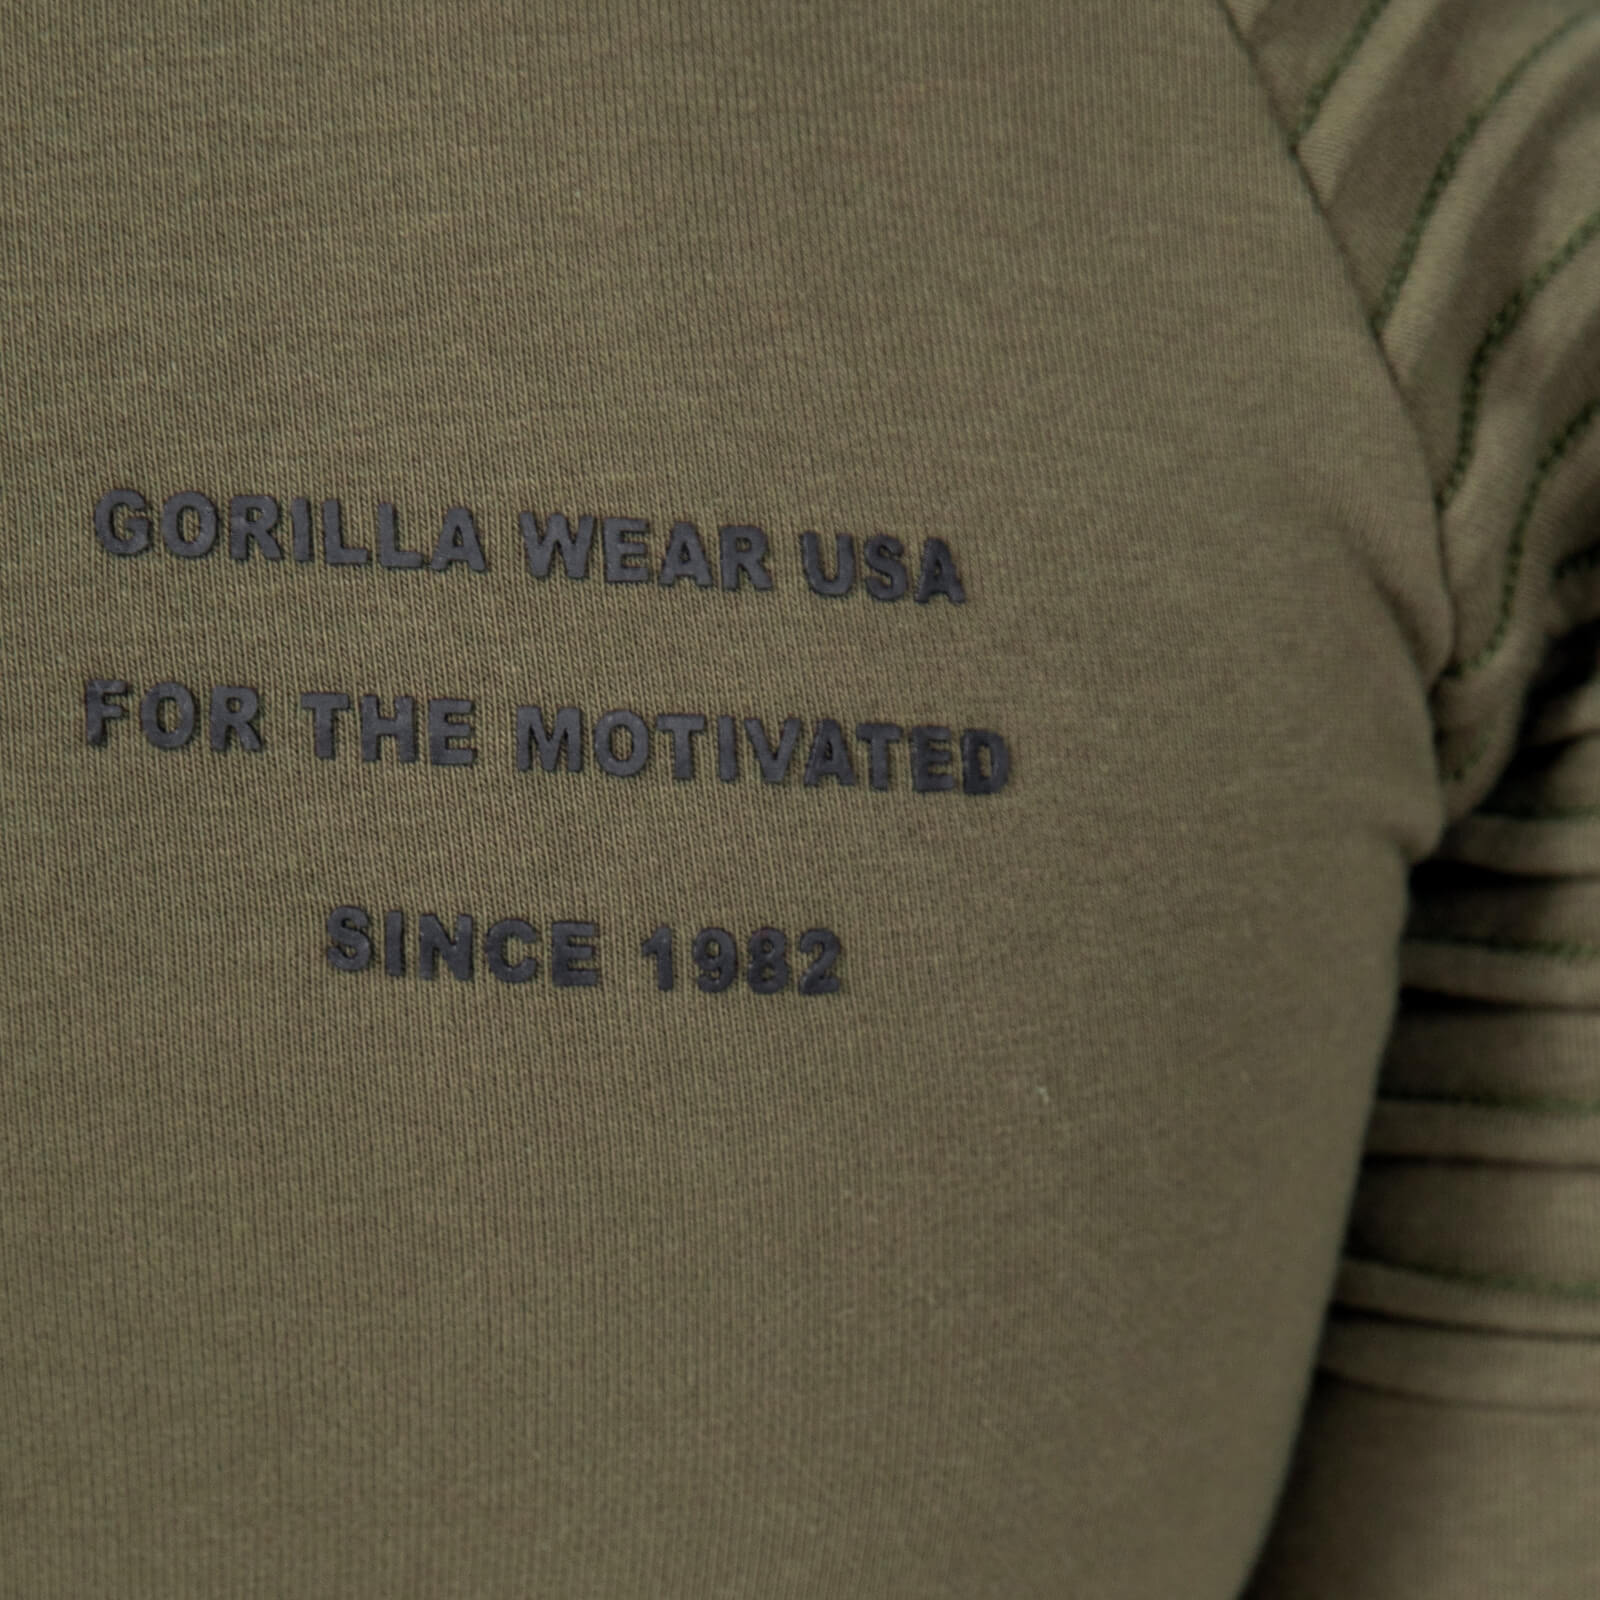 GORILLA WEAR USA
FOR THE MOTIVATED
SINCE 1982